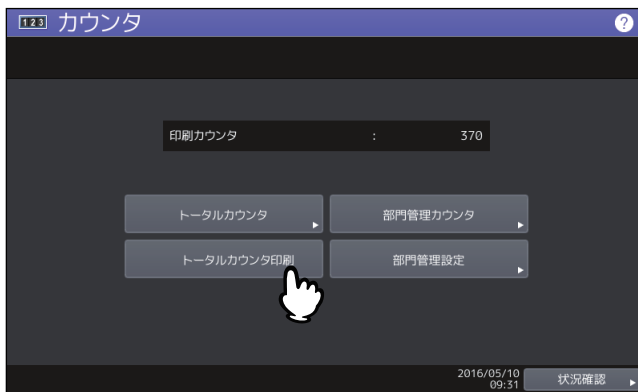 123 カウンタ ?
印刷カウンタ : 370
トータルカウンタ 部門管理カウンタ
トータルカウンタ印刷 部門管理設定
2016/05/10
09:31 状況確認